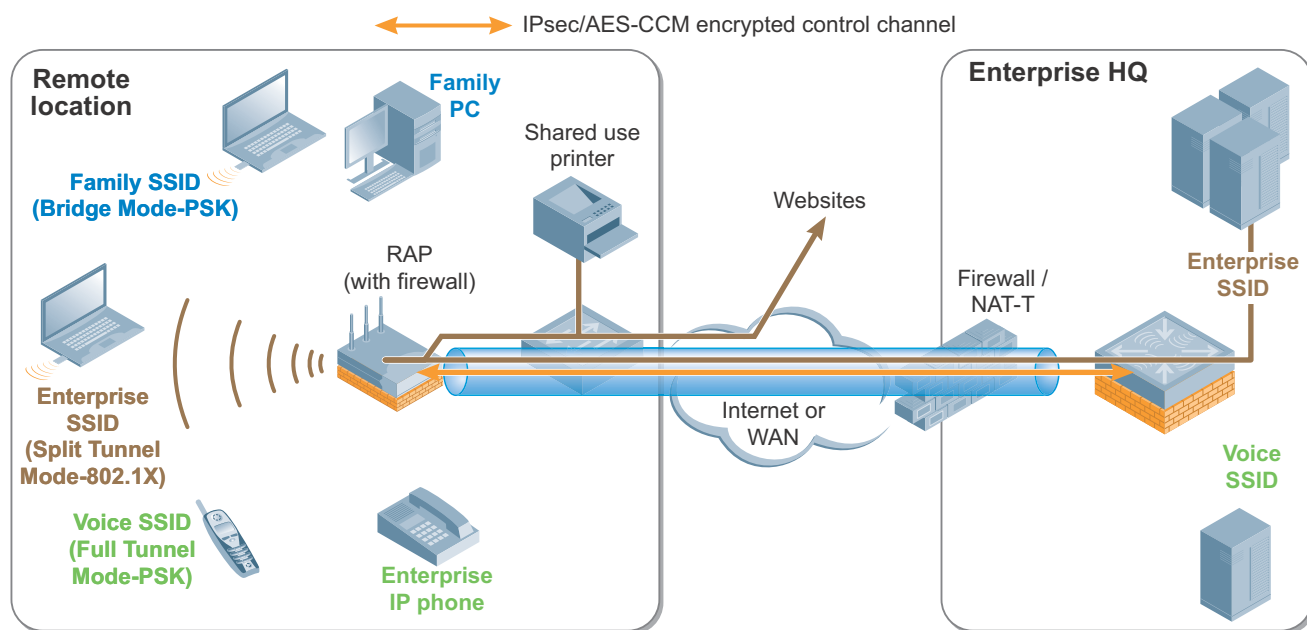 IPsec/AES-CCM encrypted control channel
Remote
location
Family
PC
Shared use
printer
Family SSID
(Bridge Mode-PSK)
RAP
(with firewall)
Websites
Enterprise HQ
Firewall /
NAT-T
Enterprise
SSID
Enterprise
SSID
(Split Tunnel
Mode-802.1X)
Internet or
WAN
Voice SSID
(Full Tunnel
Mode-PSK)
Enterprise
IP phone
Voice
SSID